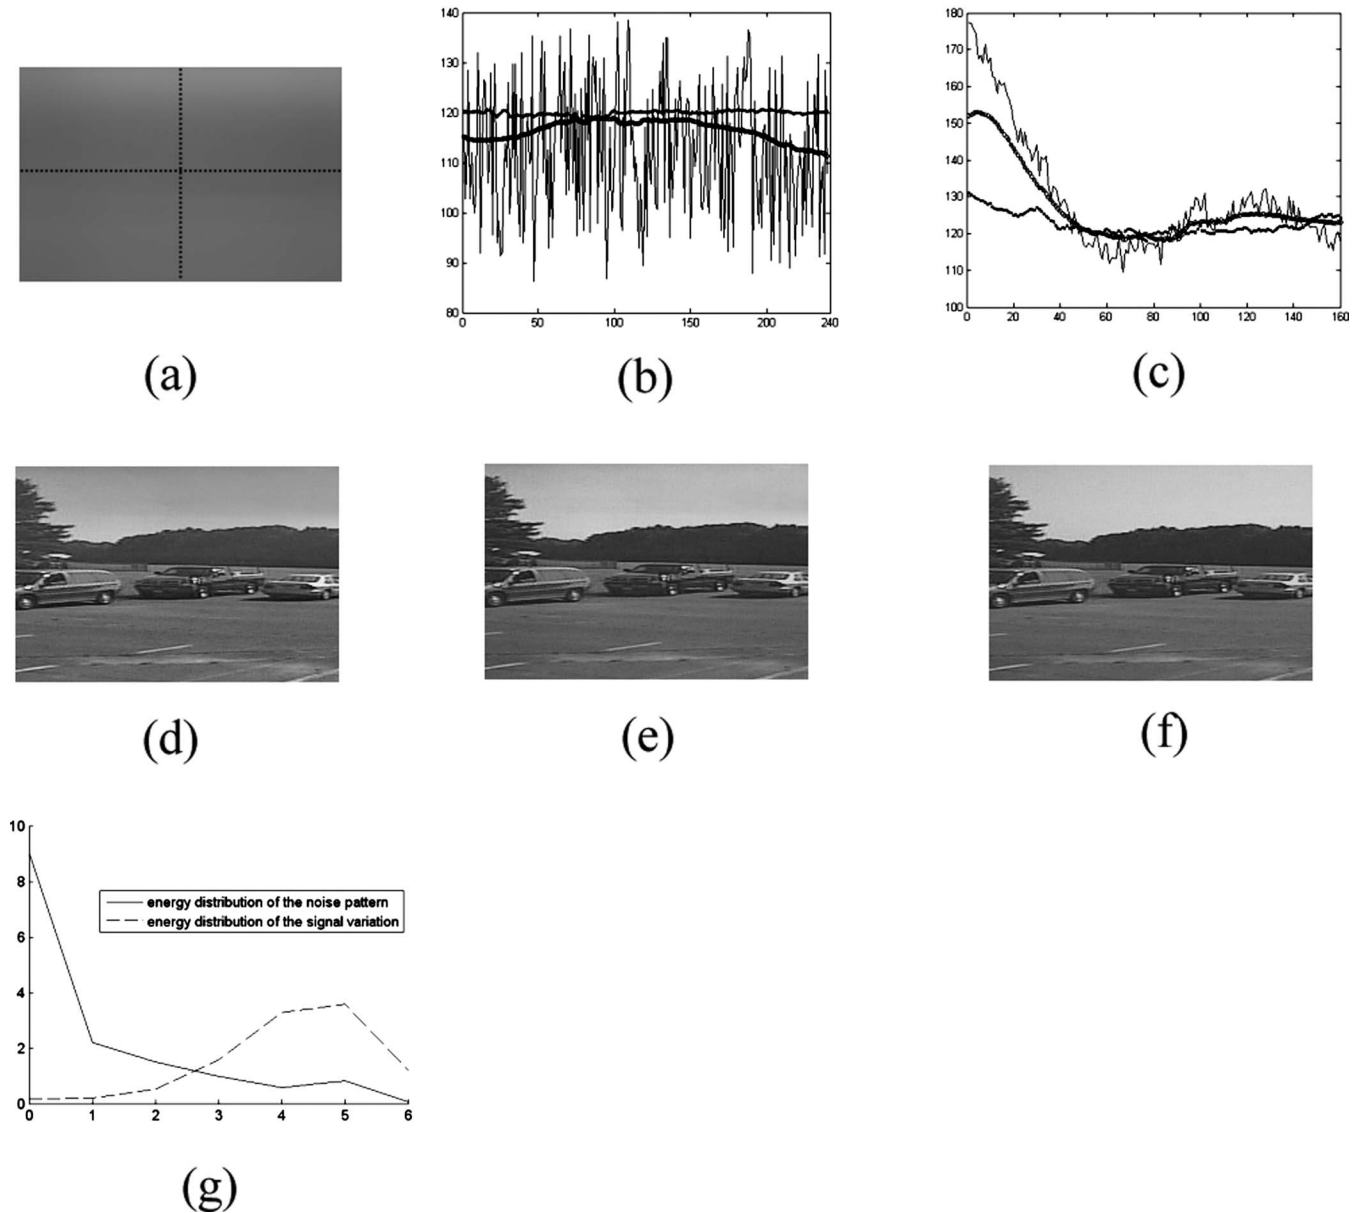 140
130
120
110
100
90
80
0 50 100 150 200 240
180
170
160
150
140
130
120
110
100
0 20 40 60 80 100 120 140 160
(a)
(b)
(c)
(d)
(e)
(f)
10
8
6
4
2
0
energy distribution of the noise pattern
energy distribution of the signal variation
0 1 2 3 4 5 6
(g)